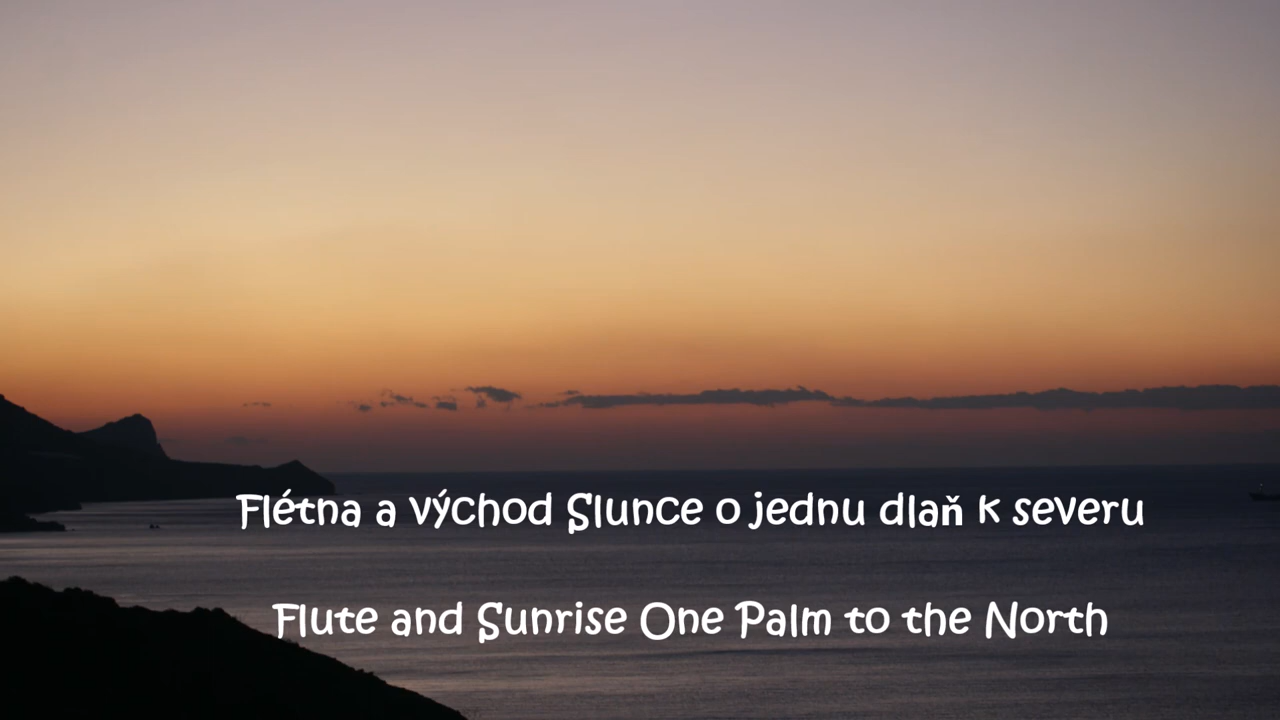 Flétna a východ Slunce o jednu dlaň k severu
Flute and Sunrise One Palm to the North